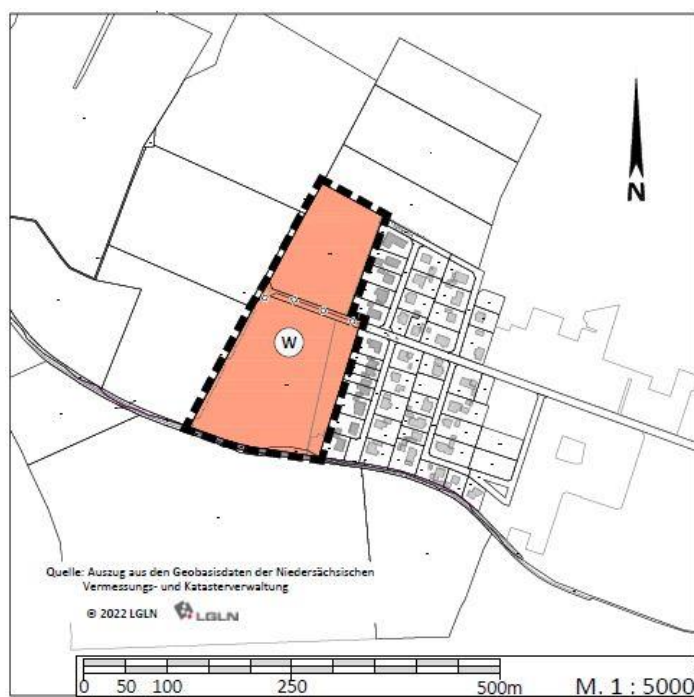 N
W
Quelle: Auszug aus den Geobasisdaten der Niedersächsischen
Vermessungs- und Katasterverwaltung
© 2022 LGLN LGLN
0 50 100 250 500m M. 1 : 5000